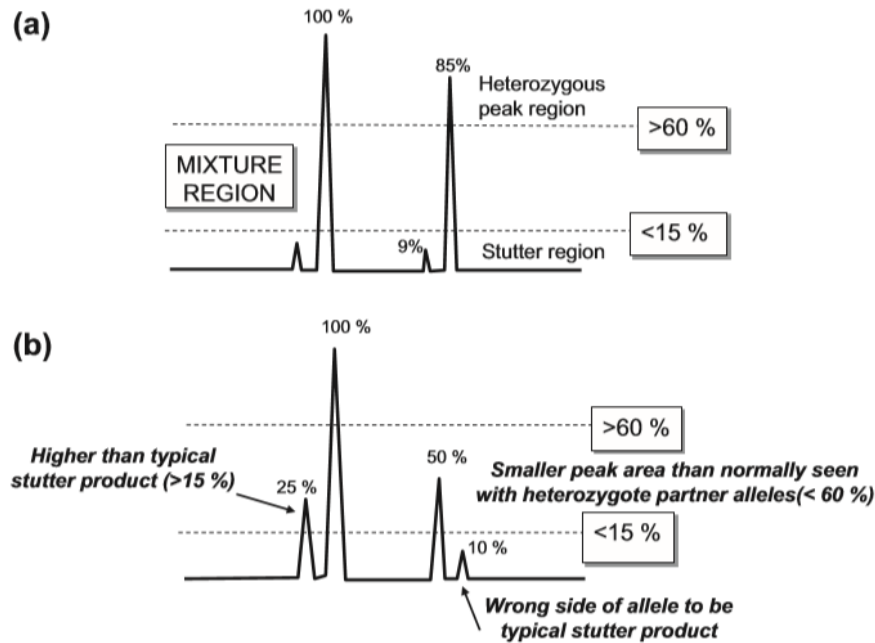 (a)
100 %
85%
Heterozygous
peak region
>60 %
MIXTURE
REGION
<15 %
9%
Stutter region
(b)
100 %
>60 %
Higher than typical
stutter product (>15 %)
25 %
50 %
Smaller peak area than normally seen
with heterozygote partner alleles(< 60 %)
<15 %
10 %
Wrong side of allele to be
typical stutter product